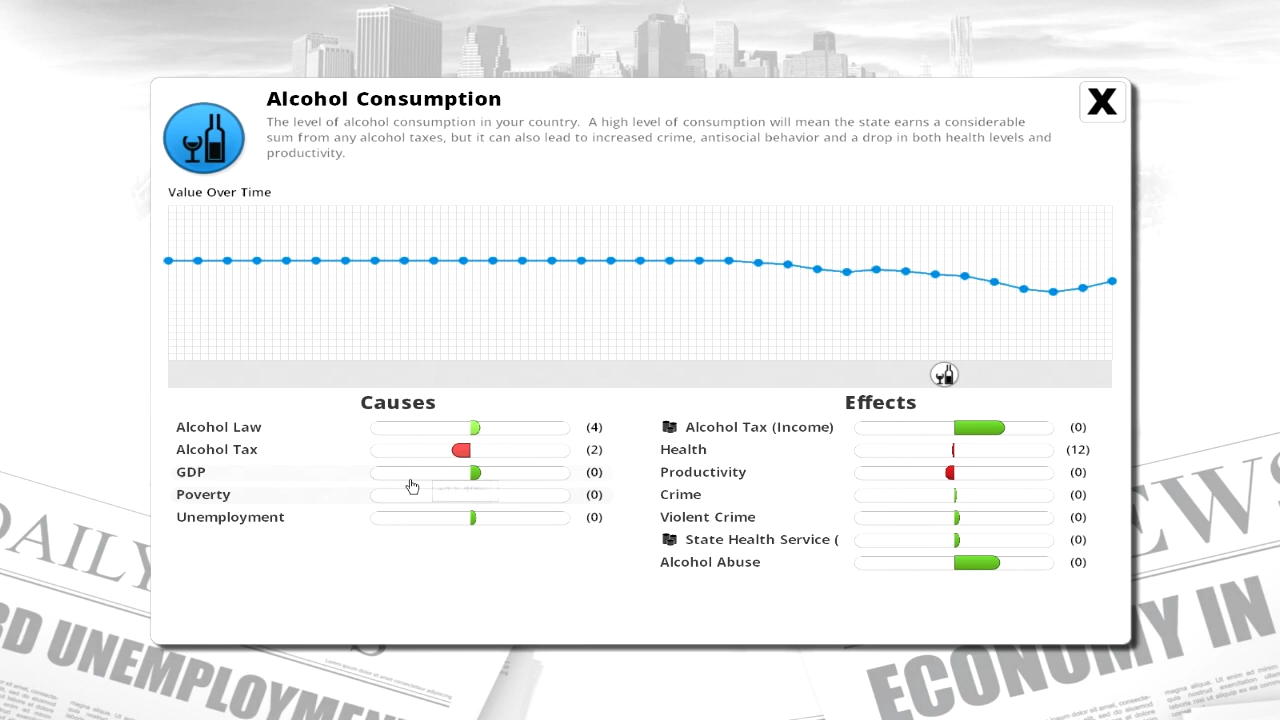 Alcohol Consumption
The level of alcohol consumption in your country.  A high level of consumption will mean the state earns a considerable
sum from any alcohol taxes, but it can also lead to increased crime, antisocial behavior and a drop in both health levels and
productivity.
X
Value Over Time
Causes
Alcohol Law (4)
Alcohol Tax (2)
GDP (0)
Poverty (0)
Unemployment (0)
Effects
Alcohol Tax (Income) (0)
Health (12)
Productivity (0)
Crime (0)
Violent Crime (0)
State Health Service ( (0)
Alcohol Abuse (0)
DAILY
NEWS
RD UNEMPLOYMEN
ECONOMY IN